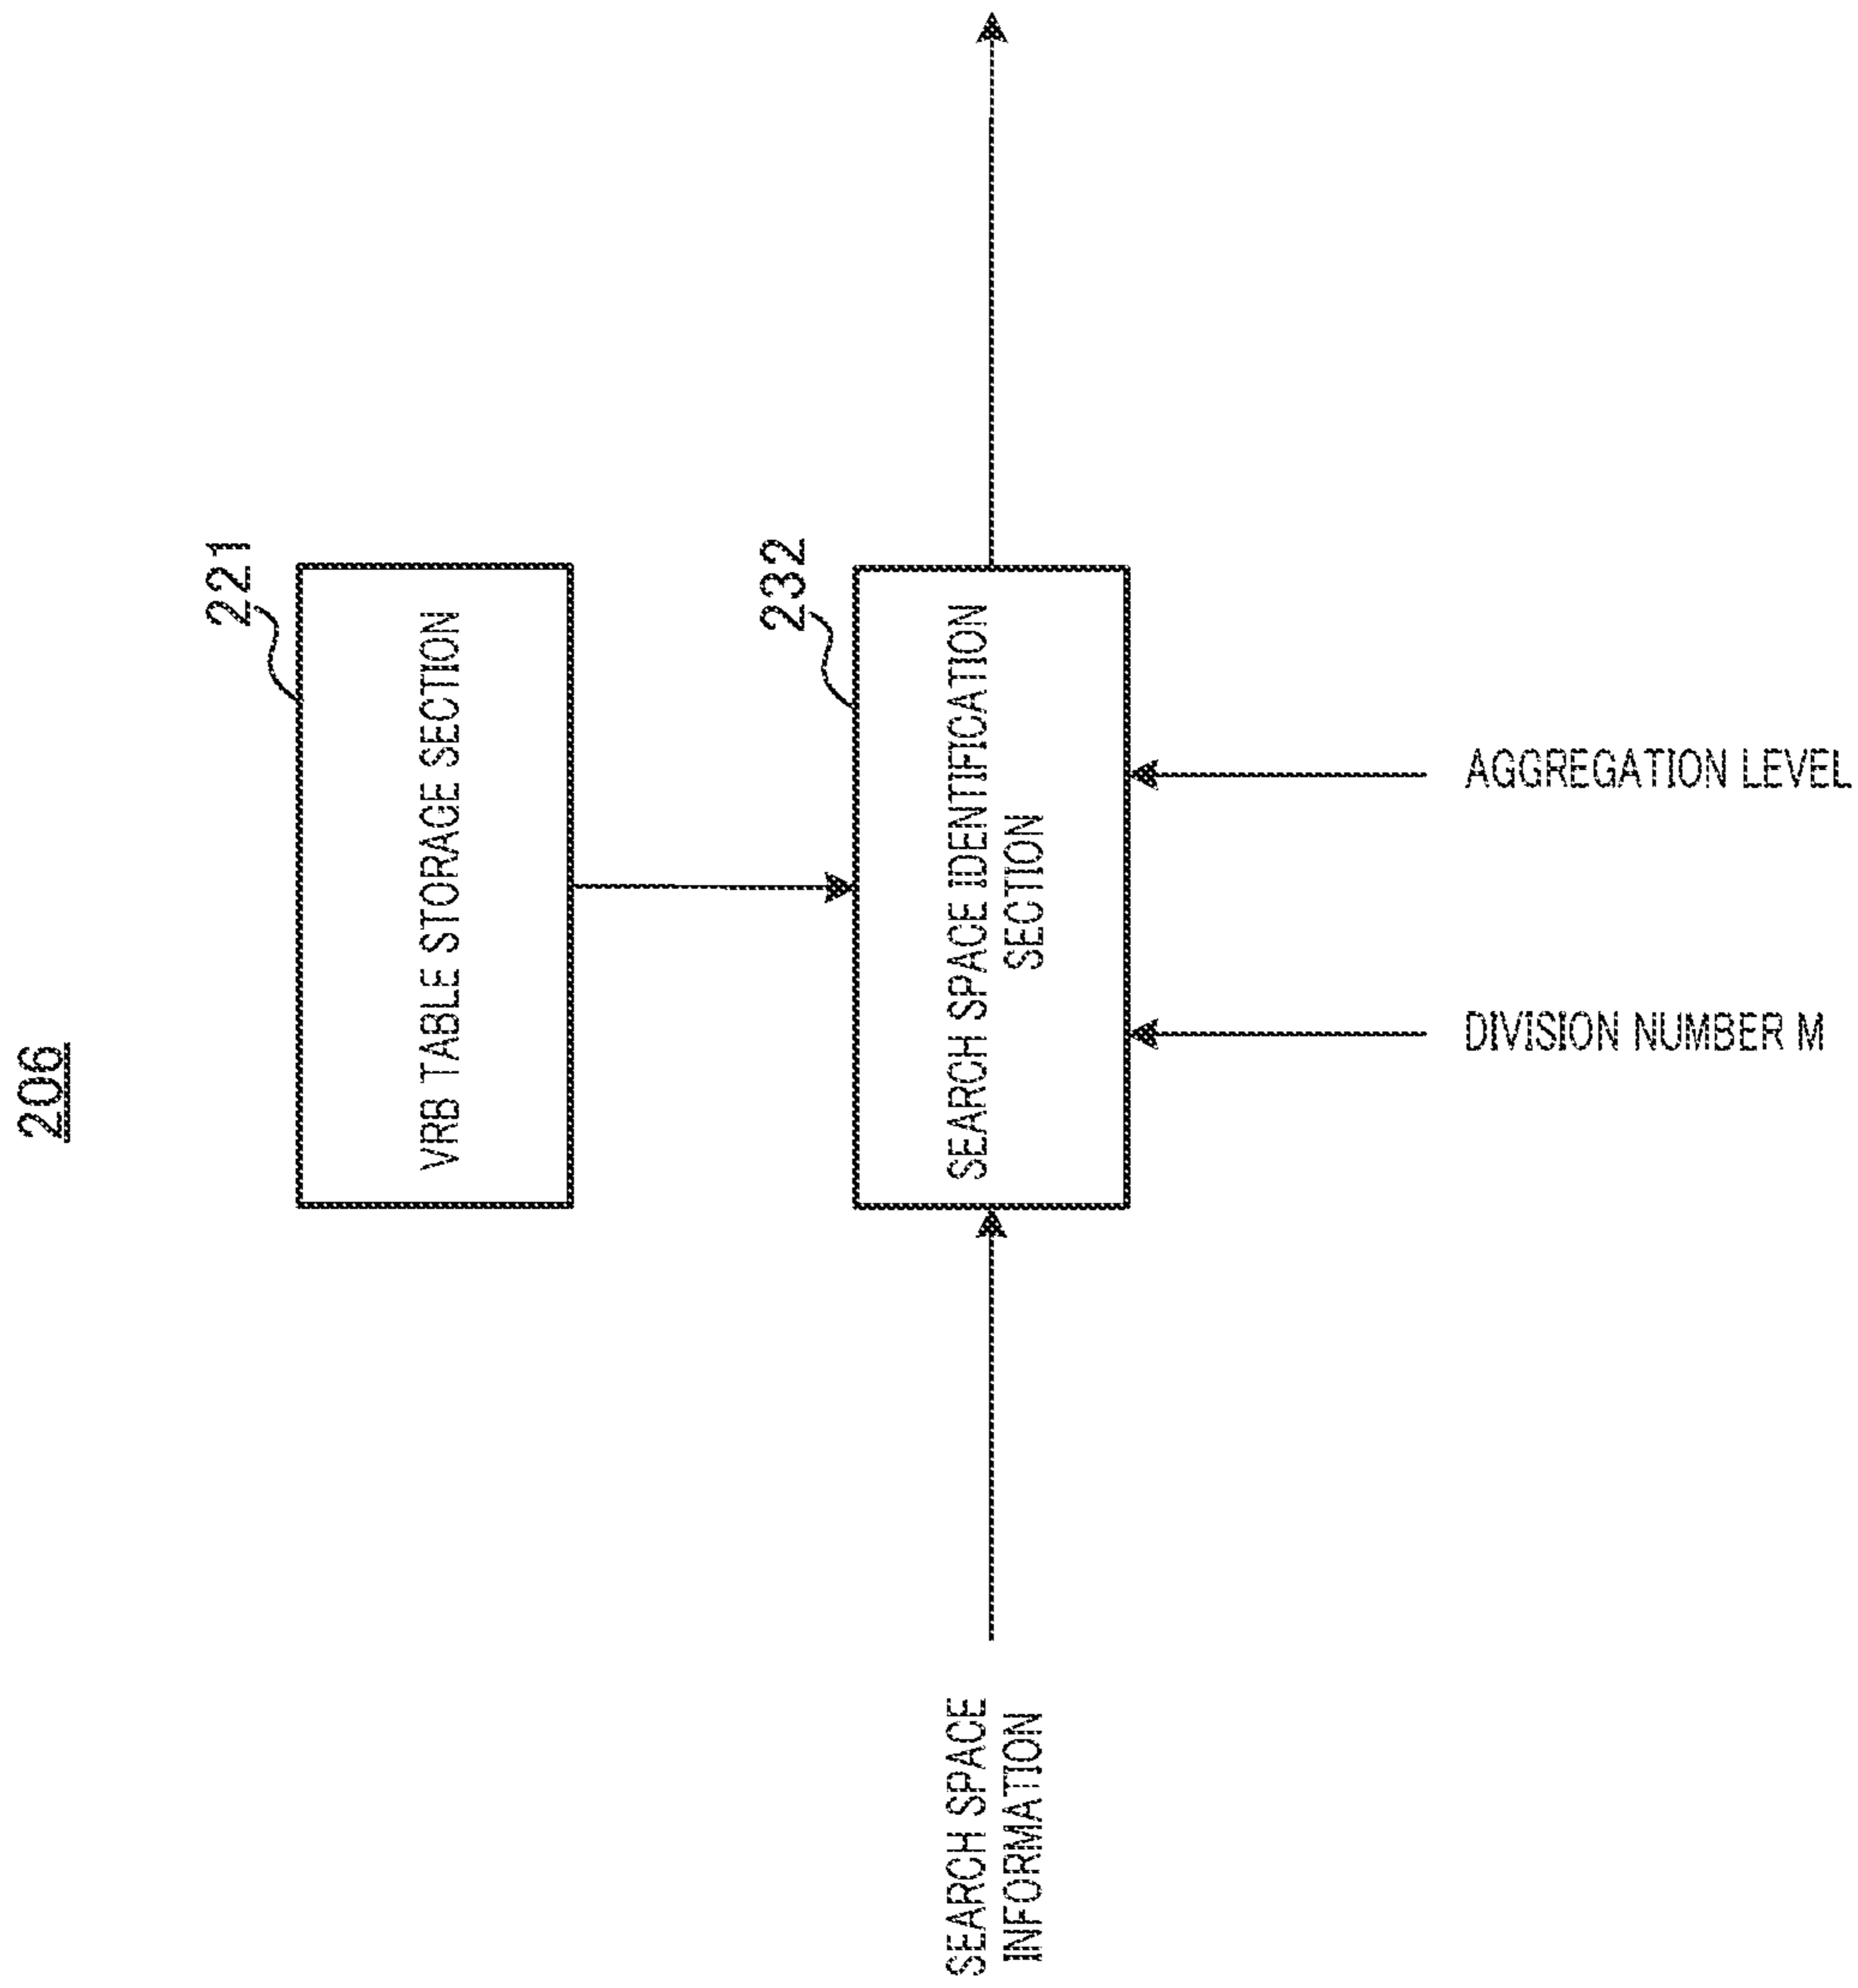 206
221
VRB TABLE STORAGE SECTION
232
SEARCH SPACE IDENTIFICATION
SECTION
SEARCH SPACE
INFORMATION
DIVISION NUMBER M
AGGREGATION LEVEL